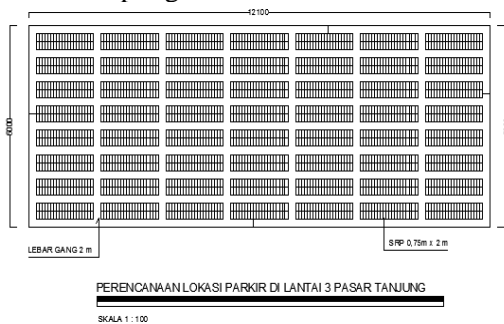 12100
6000
LEBAR GANG 2 m
SRP 0,75m x 2 m
PERENCANAAN LOKASI PARKIR DI LANTAI 3 PASAR TANJUNG
SKALA 1 : 100